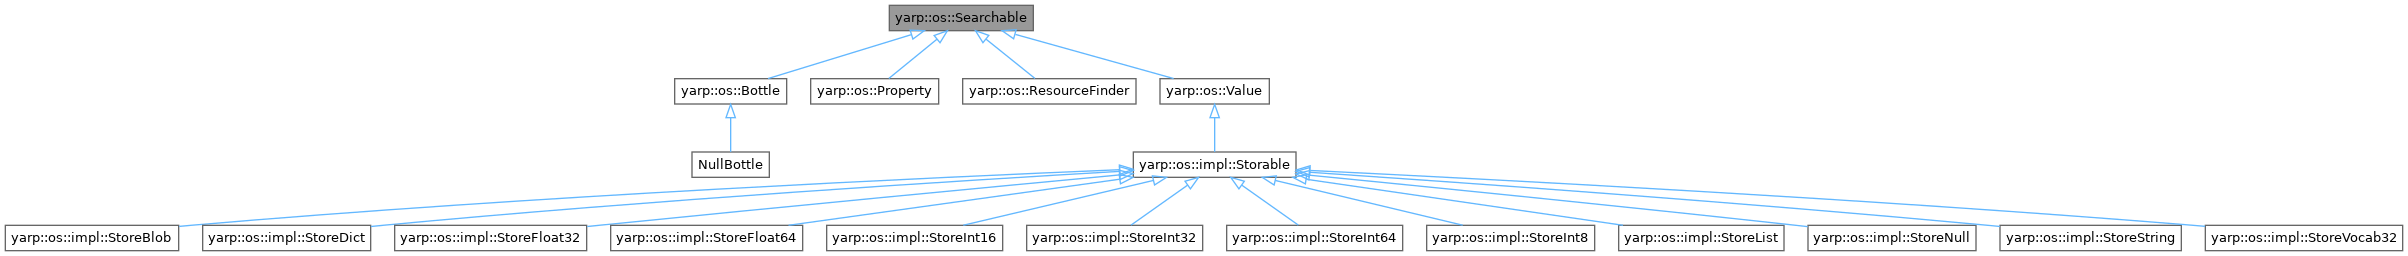 yarp::os::Searchable
yarp::os::Bottle
yarp::os::Property
yarp::os::ResourceFinder
yarp::os::Value
NullBottle
yarp::os::impl::Storable
yarp::os::impl::StoreBlob
yarp::os::impl::StoreDict
yarp::os::impl::StoreFloat32
yarp::os::impl::StoreFloat64
yarp::os::impl::StoreInt16
yarp::os::impl::StoreInt32
yarp::os::impl::StoreInt64
yarp::os::impl::StoreInt8
yarp::os::impl::StoreList
yarp::os::impl::StoreNull
yarp::os::impl::StoreString
yarp::os::impl::StoreVocab32